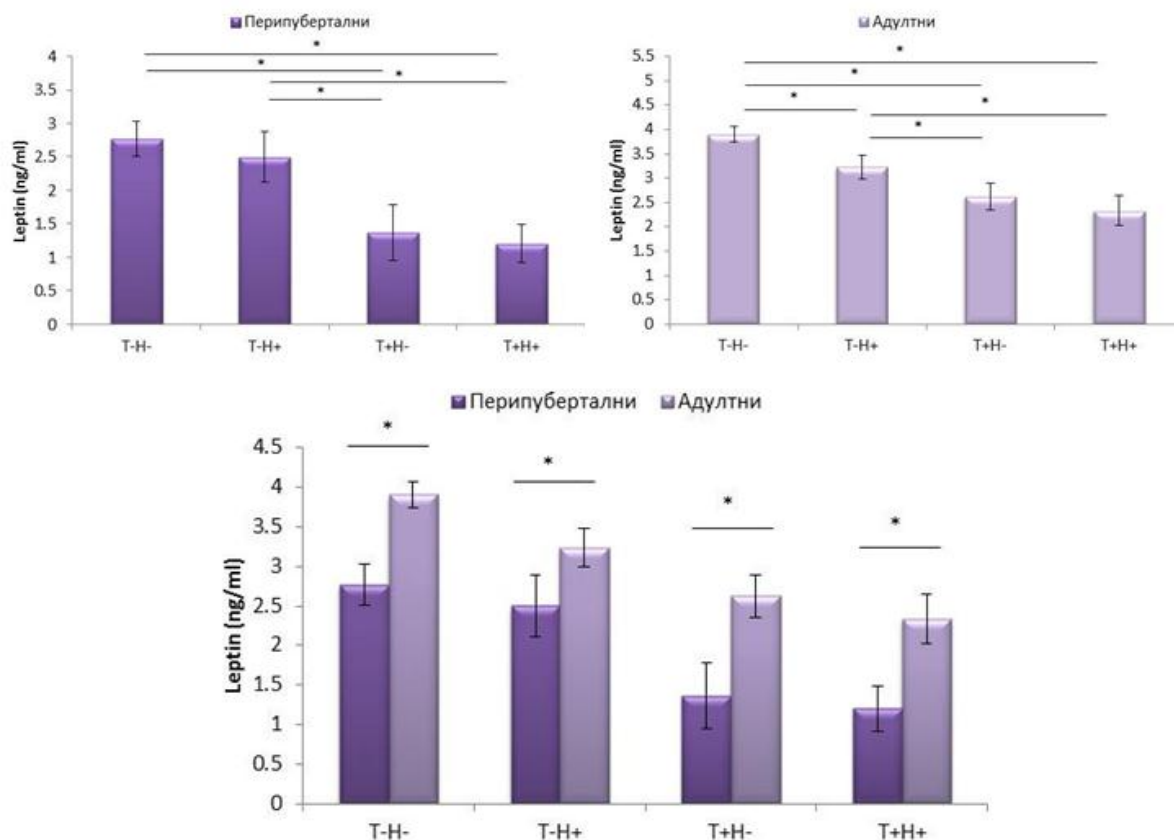 Перипубертални
*
*
*
*
4
3.5
3
2.5
2
1.5
1
0.5
0
Leptin (ng/ml)
T-H-
T-H+
T+H-
T+H+
Адултни
*
*
*
*
*
5.5
5
4.5
4
3.5
3
2.5
2
1.5
1
0.5
0
Leptin (ng/ml)
T-H-
T-H+
T+H-
T+H+
Перипубертални Адултни
*
*
*
*
4.5
4
3.5
3
2.5
2
1.5
1
0.5
0
Leptin (ng/ml)
T-H-
T-H+
T+H-
T+H+